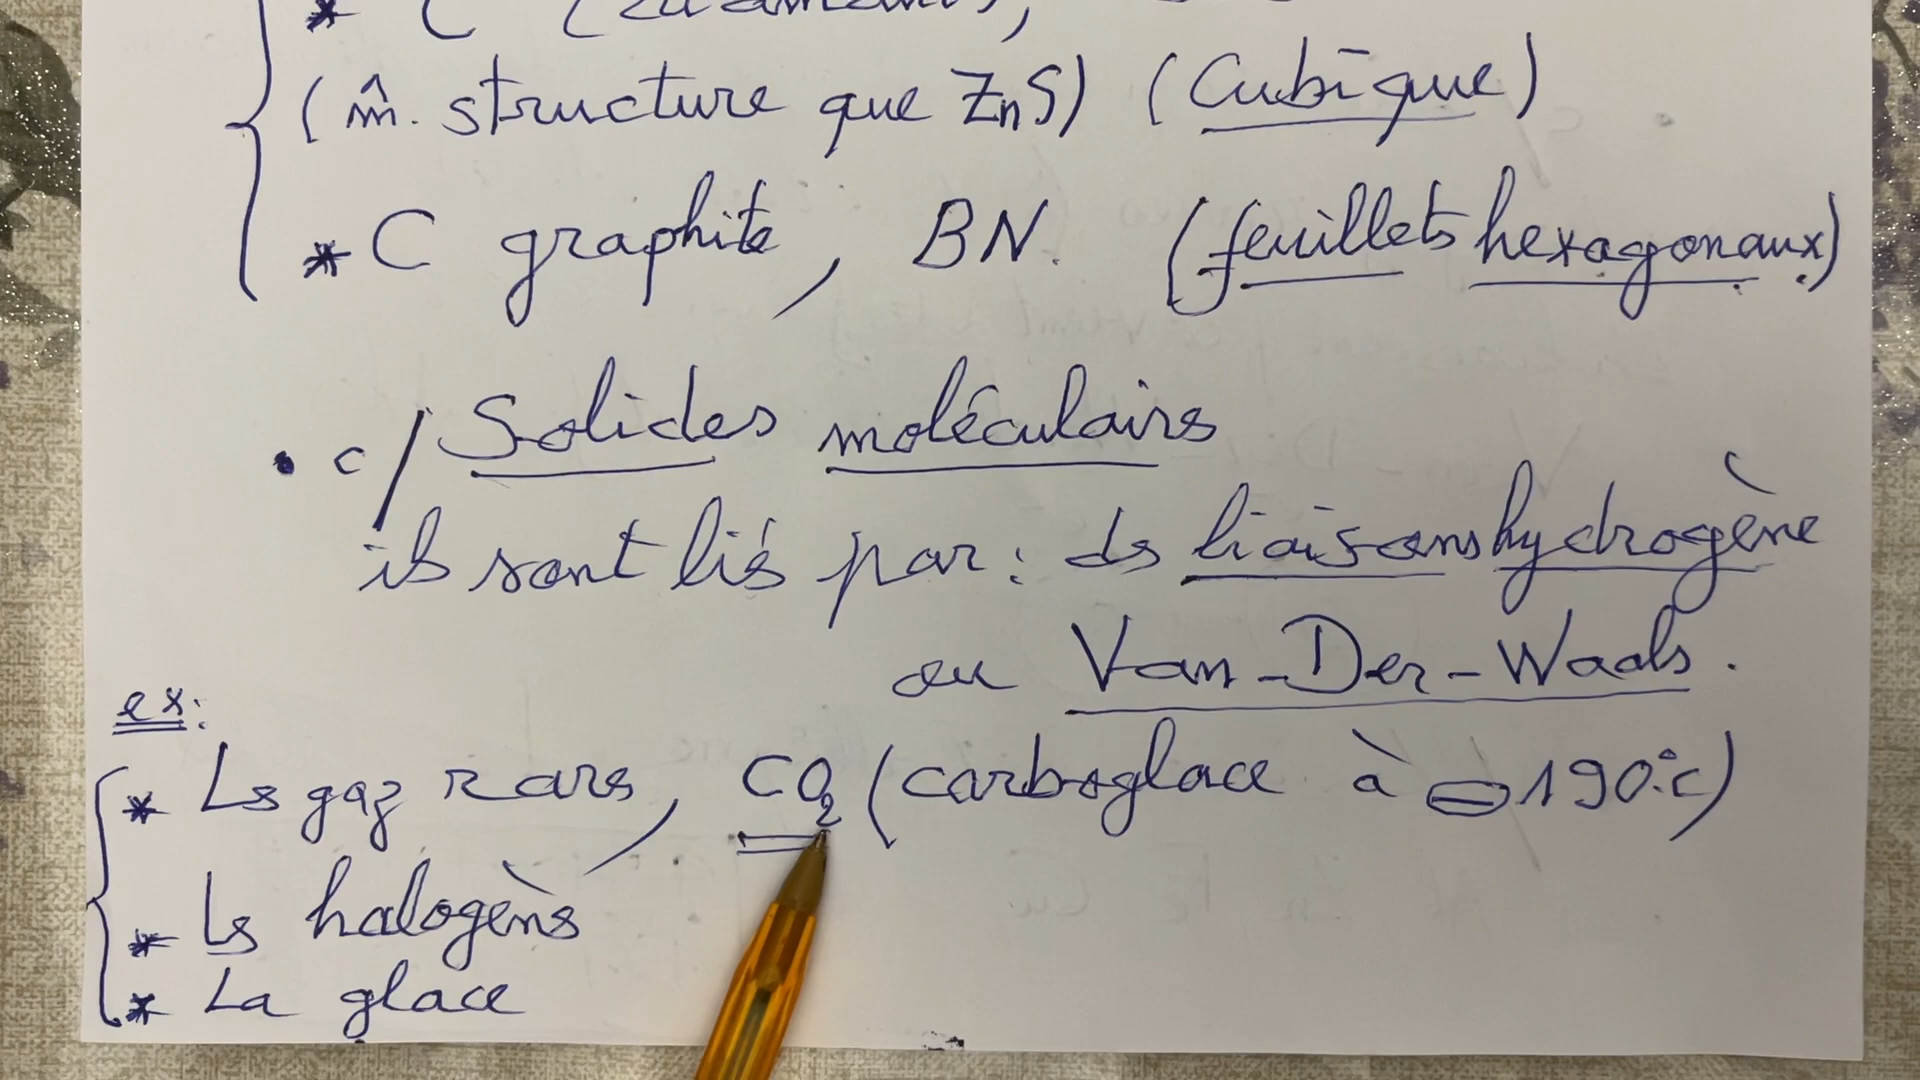 * C (diamant),
(m̂. structure que ZnS) (Cubique)
* C graphite, BN. (feuillets hexagonaux)
• c/ Solides moléculaires
ils sont liés par : des liaisons hydrogène
ou Van-Der-Waals.
ex:
* Les gaz rares, CO₂ (carboglace à -190°c)
* Les halogènes
* La glace